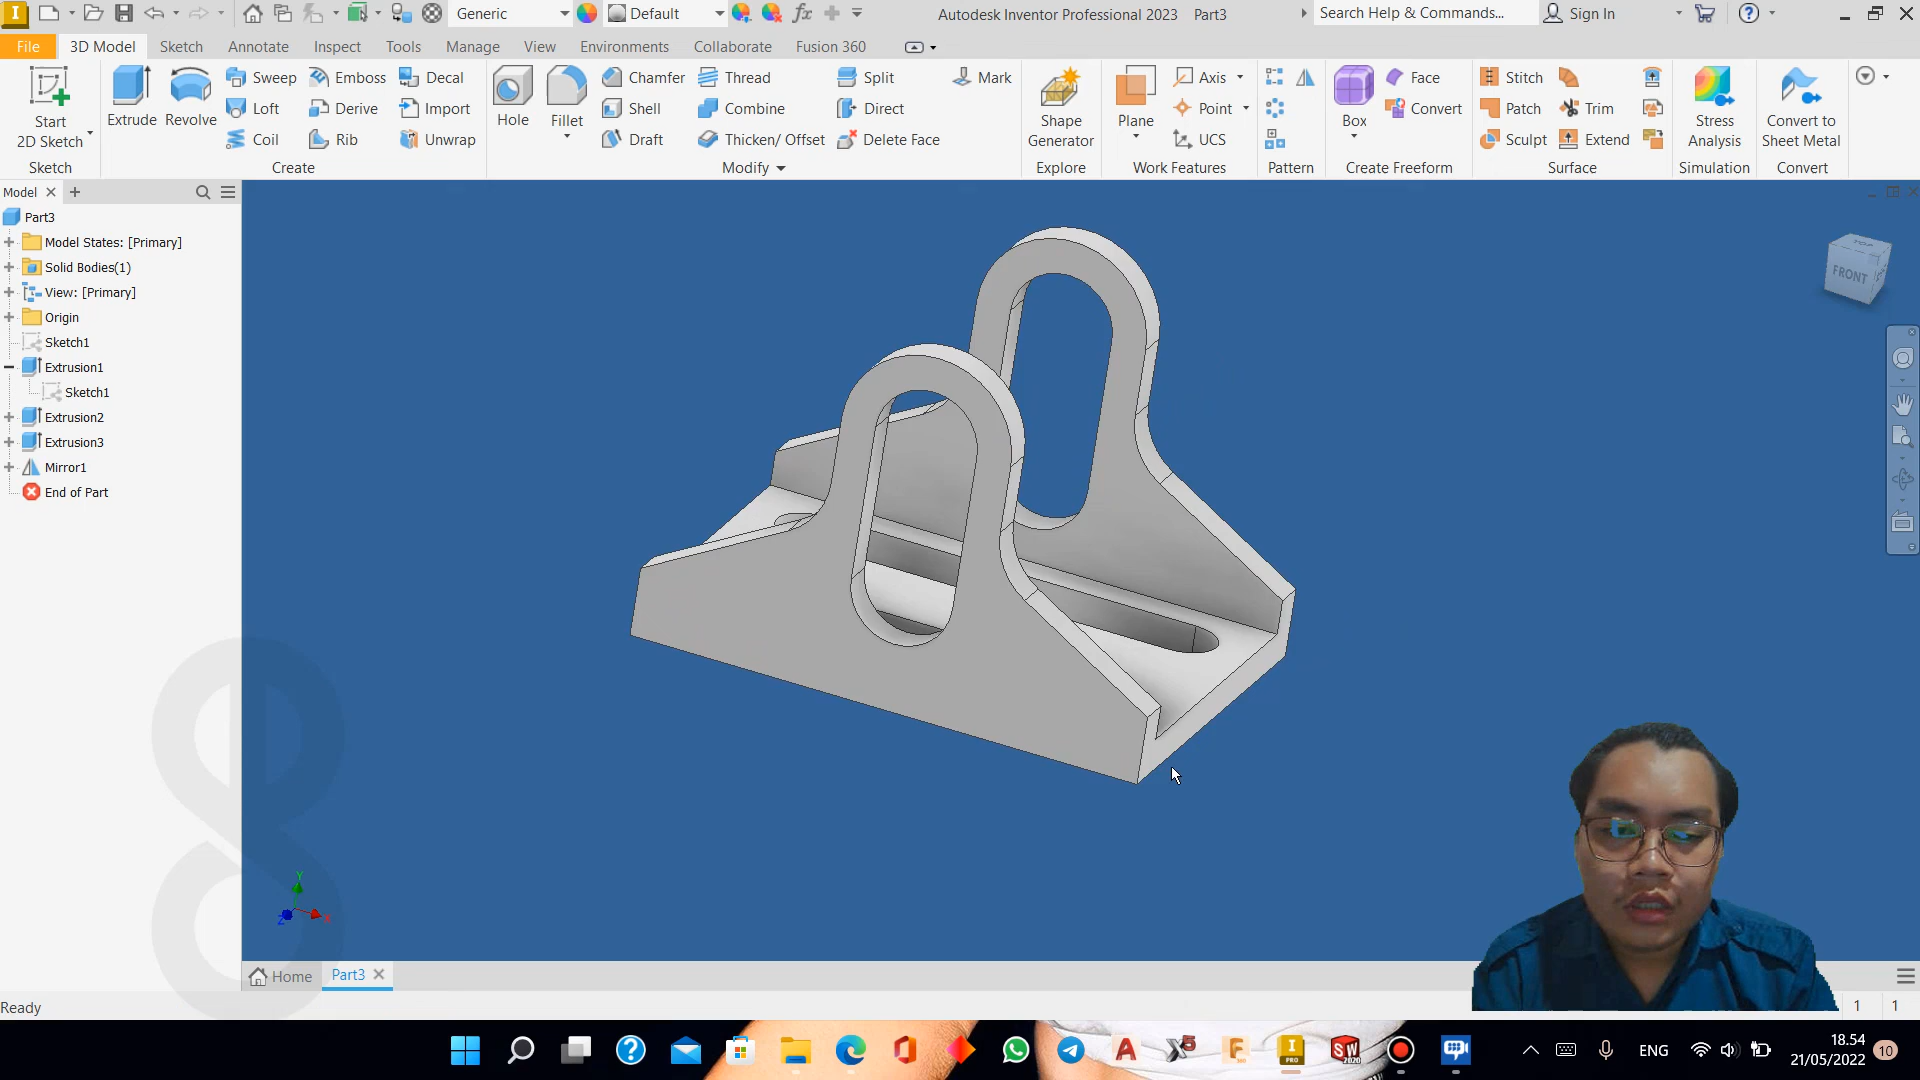 Generic
Default
Autodesk Inventor Professional 2023 Part3
Search Help & Commands...
Sign In
File
3D Model
Sketch
Annotate
Inspect
Tools
Manage
View
Environments
Collaborate
Fusion 360
Start
2D Sketch
Sketch
Extrude
Revolve
Sweep
Emboss
Decal
Loft
Derive
Import
Coil
Rib
Unwrap
Create
Hole
Fillet
Chamfer
Thread
Split
Mark
Shell
Combine
Direct
Draft
Thicken/ Offset
Delete Face
Modify
Shape
Generator
Explore
Plane
Axis
Point
UCS
Work Features
Pattern
Box
Face
Convert
Create Freeform
Stitch
Patch
Trim
Sculpt
Extend
Surface
Stress
Analysis
Simulation
Convert to
Sheet Metal
Convert
Model
Part3
Model States: [Primary]
Solid Bodies(1)
View: [Primary]
Origin
Sketch1
Extrusion1
Sketch1
Extrusion2
Extrusion3
Mirror1
End of Part
TOP
FRONT
Y
X
Z
Home
Part3
Ready
1 1
ENG
18.54
21/05/2022
10